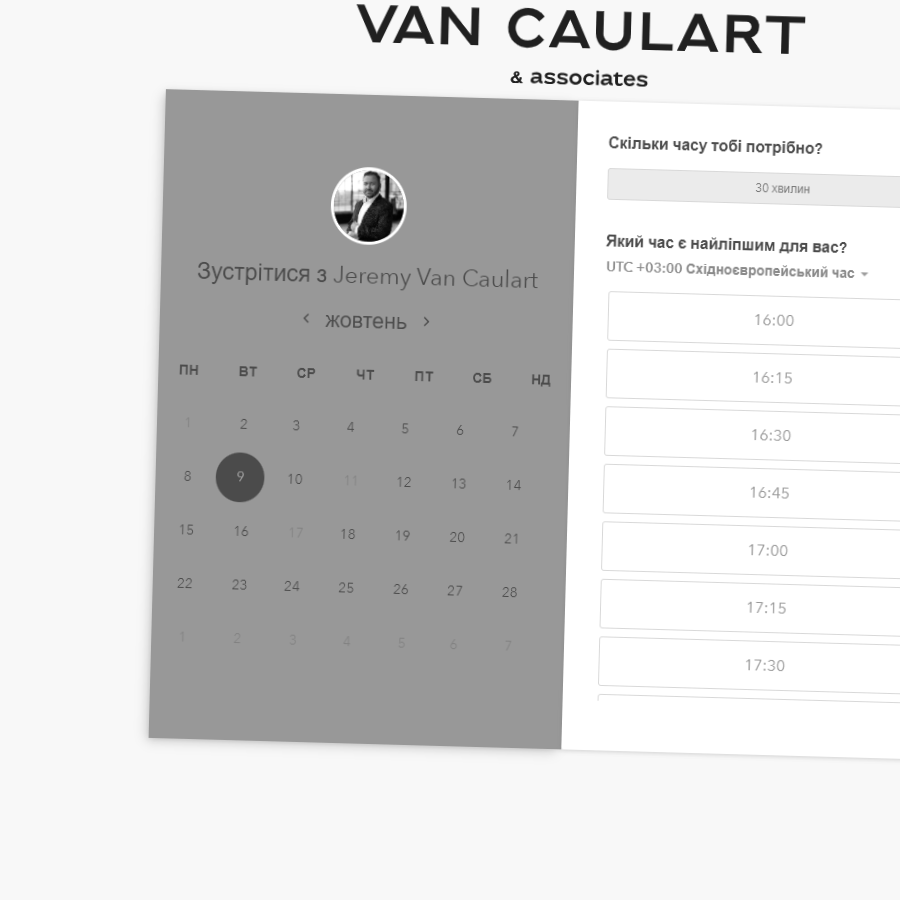 VAN CAULART
& associates
Зустрітися з Jeremy Van Caulart
жовтень
ПН ВТ СР ЧТ ПТ СБ НД
1 2 3 4 5 6 7
8 9 10 11 12 13 14
15 16 17 18 19 20 21
22 23 24 25 26 27 28
1 2 3 4 5 6 7
Скільки часу тобі потрібно?
30 хвилин
Який час є найліпшим для вас?
UTC +03:00 Східноєвропейський час
16:00
16:15
16:30
16:45
17:00
17:15
17:30